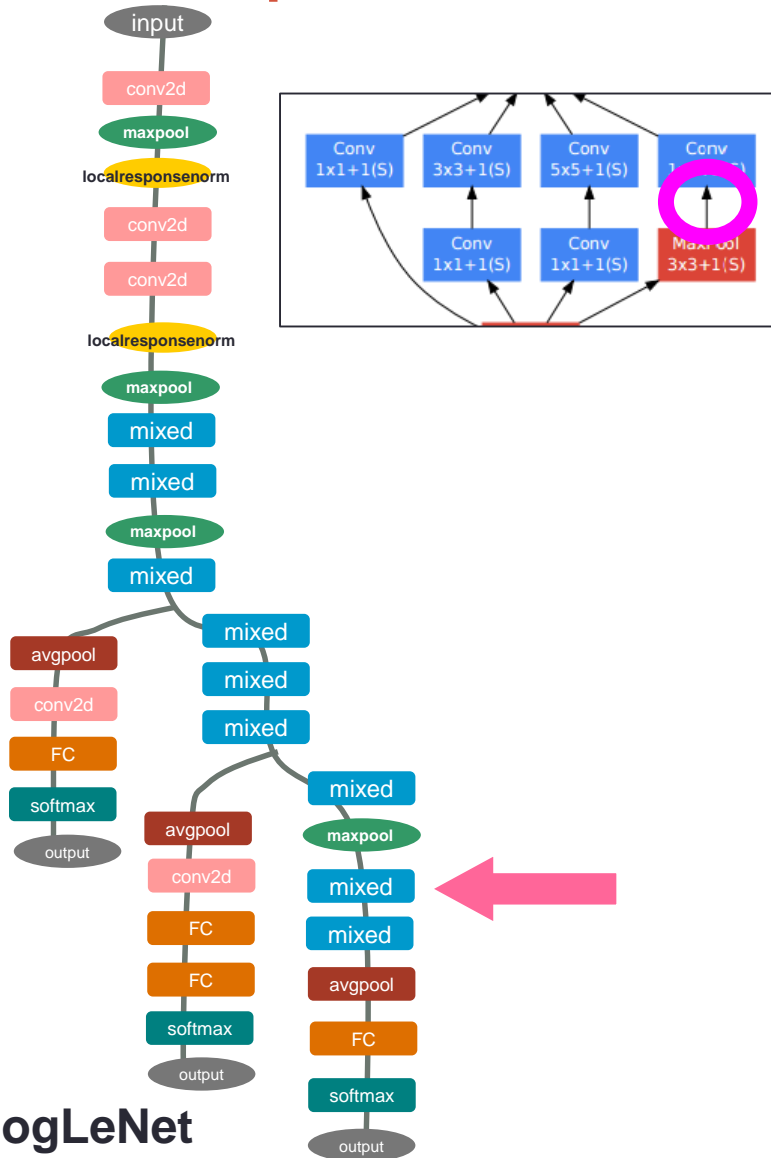 input
conv2d
maxpool
localresponsenorm
conv2d
conv2d
localresponsenorm
maxpool
mixed
mixed
maxpool
mixed
Conv
1x1+1(S)
Conv
3x3+1(S)
Conv
5x5+1(S)
Conv
Conv
1x1+1(S)
Conv
1x1+1(S)
3x3+1(S)
mixed
mixed
mixed
avgpool
conv2d
FC
softmax
output
mixed
maxpool
mixed
mixed
avgpool
FC
softmax
output
avgpool
conv2d
FC
FC
softmax
output
ogLeNet